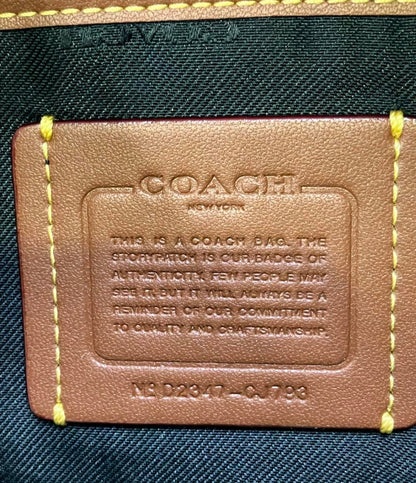 COACH
NEW YORK
THIS IS A COACH BAG. THE
STORYPATCH IS OUR BADGE OF
AUTHENTICITY. FEW PEOPLE MAY
SEE IT, BUT IT WILL ALWAYS BE A
REMINDER OF OUR COMMITMENT
TO QUALITY AND CRAFTSMANSHIP.
No D2347-CJ793